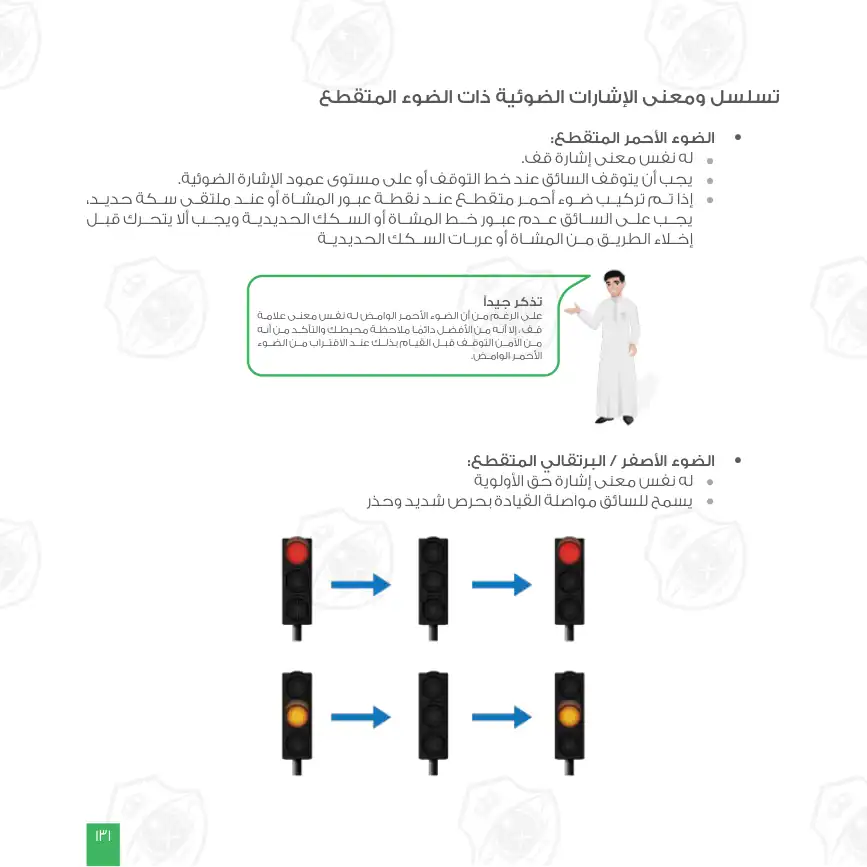 تسلسل ومعنى الإشارات الضوئية ذات الضوء المتقطع
• الضوء الأحمر المتقطع:
• له نفس معنى إشارة قف.
• يجب أن يتوقف السائق عند خط التوقف أو على مستوى عمود الإشارة الضوئية.
• إذا تم تركيب ضوء أحمر متقطع عند نقطة عبور المشاة أو عند ملتقى سكة حديد،
يجب على السائق عدم عبور خط المشاة أو السكك الحديدية ويجب ألا يتحرك قبل
إخلاء الطريق من المشاة أو عربات السكك الحديدية
تذكر جيداً
على الرغم من أن الضوء الأحمر الوامض له نفس معنى علامة
قف، إلا أنه من الأفضل دائمًا ملاحظة محيطك والتأكد من أنه
من الآمن التوقف قبل القيام بذلك عند الاقتراب من الضوء
الأحمر الوامض.
• الضوء الأصفر / البرتقالي المتقطع:
• له نفس معنى إشارة حق الأولوية
• يسمح للسائق مواصلة القيادة بحرص شديد وحذر
١٣١